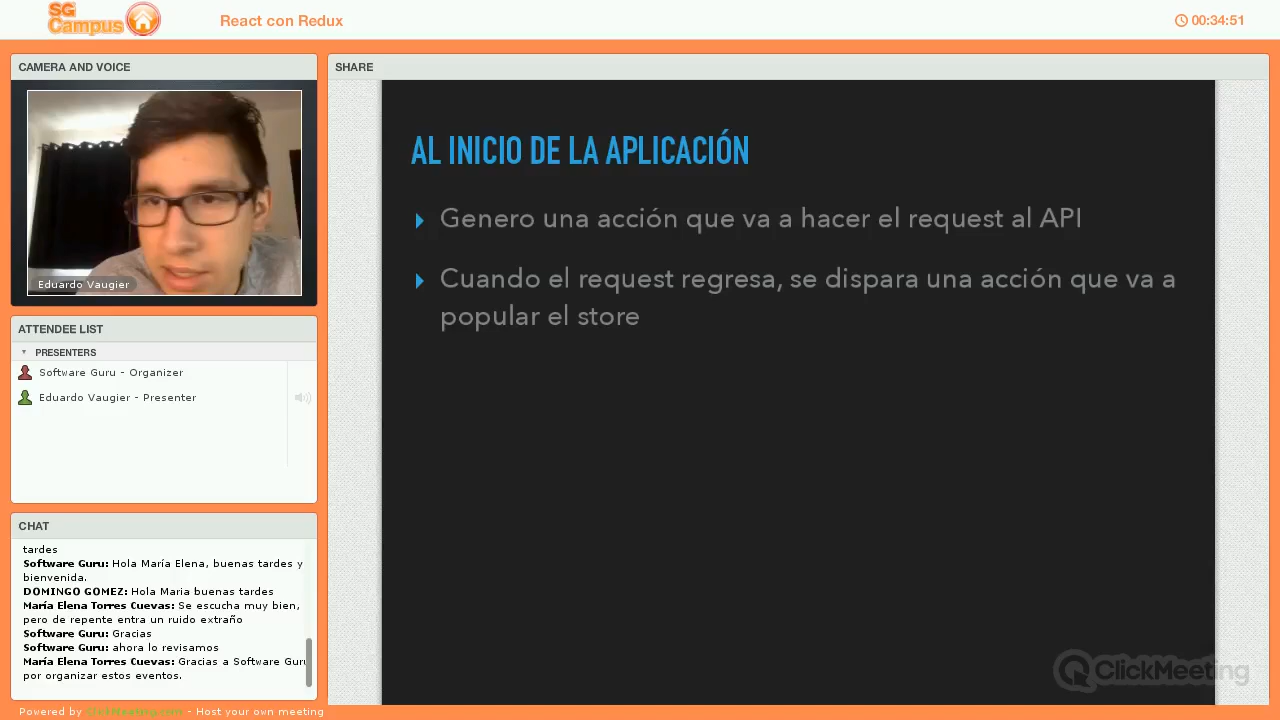 SG
Campus
React con Redux
00:34:51
CAMERA AND VOICE
Eduardo Vaugier
ATTENDEE LIST
PRESENTERS
Software Guru - Organizer
Eduardo Vaugier - Presenter
CHAT
tardes
Software Guru: Hola María Elena, buenas tardes y
bienvenida.
DOMINGO GOMEZ: Hola Maria buenas tardes
María Elena Torres Cuevas: Se escucha muy bien,
pero de repente entra un ruido extraño
Software Guru: Gracias
Software Guru: ahora lo revisamos
María Elena Torres Cuevas: Gracias a Software Guru
por organizar estos eventos.
Powered by ClickMeeting.com - Host your own meeting
SHARE
AL INICIO DE LA APLICACIÓN
Genero una acción que va a hacer el request al API
Cuando el request regresa, se dispara una acción que va a
popular el store
ClickMeeting